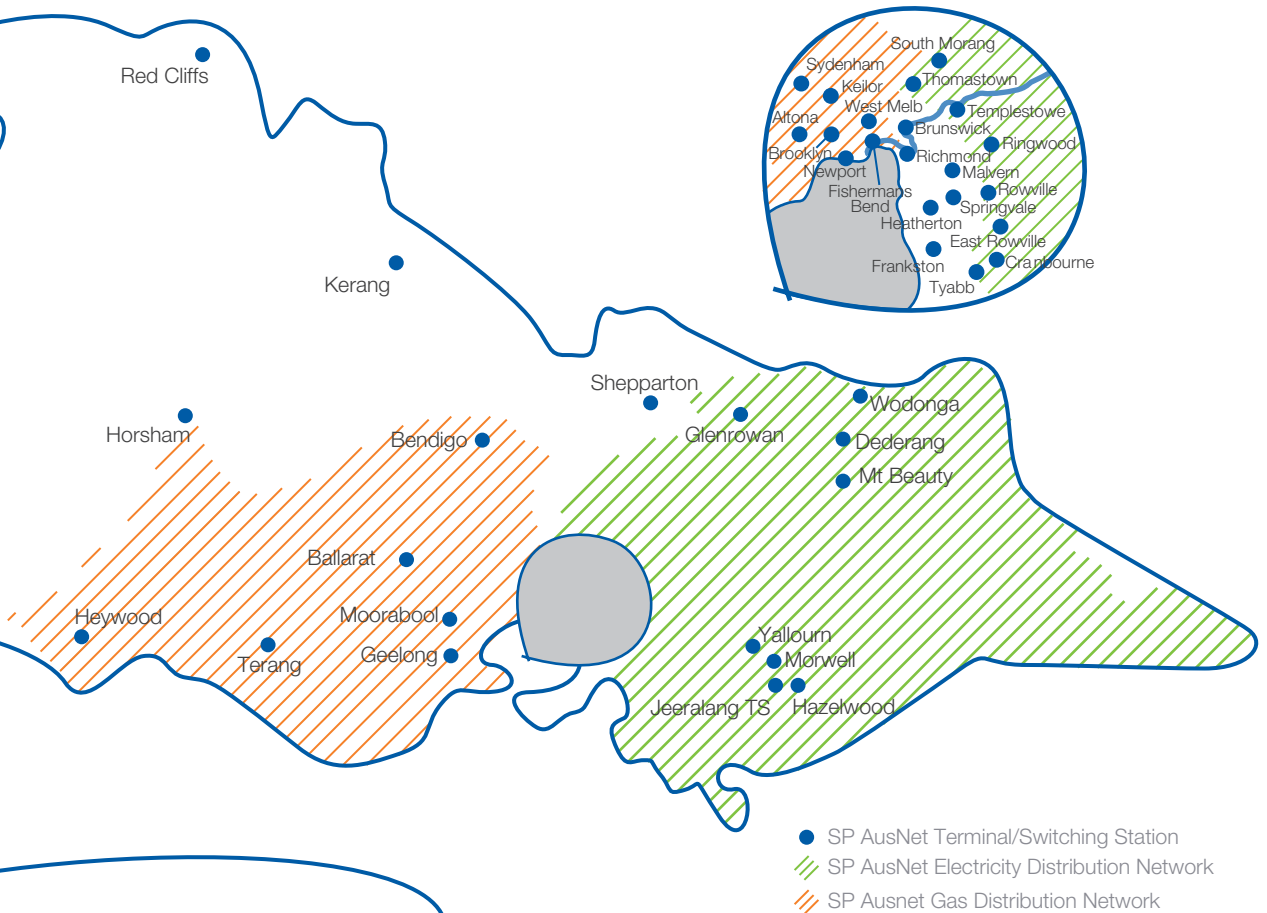 Red Cliffs
South Morang
Sydenham
Thomastown
Keilor
West Melb
Templestowe
Altona
Brunswick
Ringwood
Brooklyn
Richmond
Newport
Malvern
Fishermans
Bend
Rowville
Springvale
Heatherton
East Rowville
Frankston
Cranbourne
Tyabb
Kerang
Shepparton
Wodonga
Horsham
Bendigo
Glenrowan
Dederang
Mt Beauty
Ballarat
Heywood
Moorabool
Terang
Geelong
Yallourn
Morwell
Jeeralang TS
Hazelwood
SP AusNet Terminal/Switching Station
SP AusNet Electricity Distribution Network
SP Ausnet Gas Distribution Network